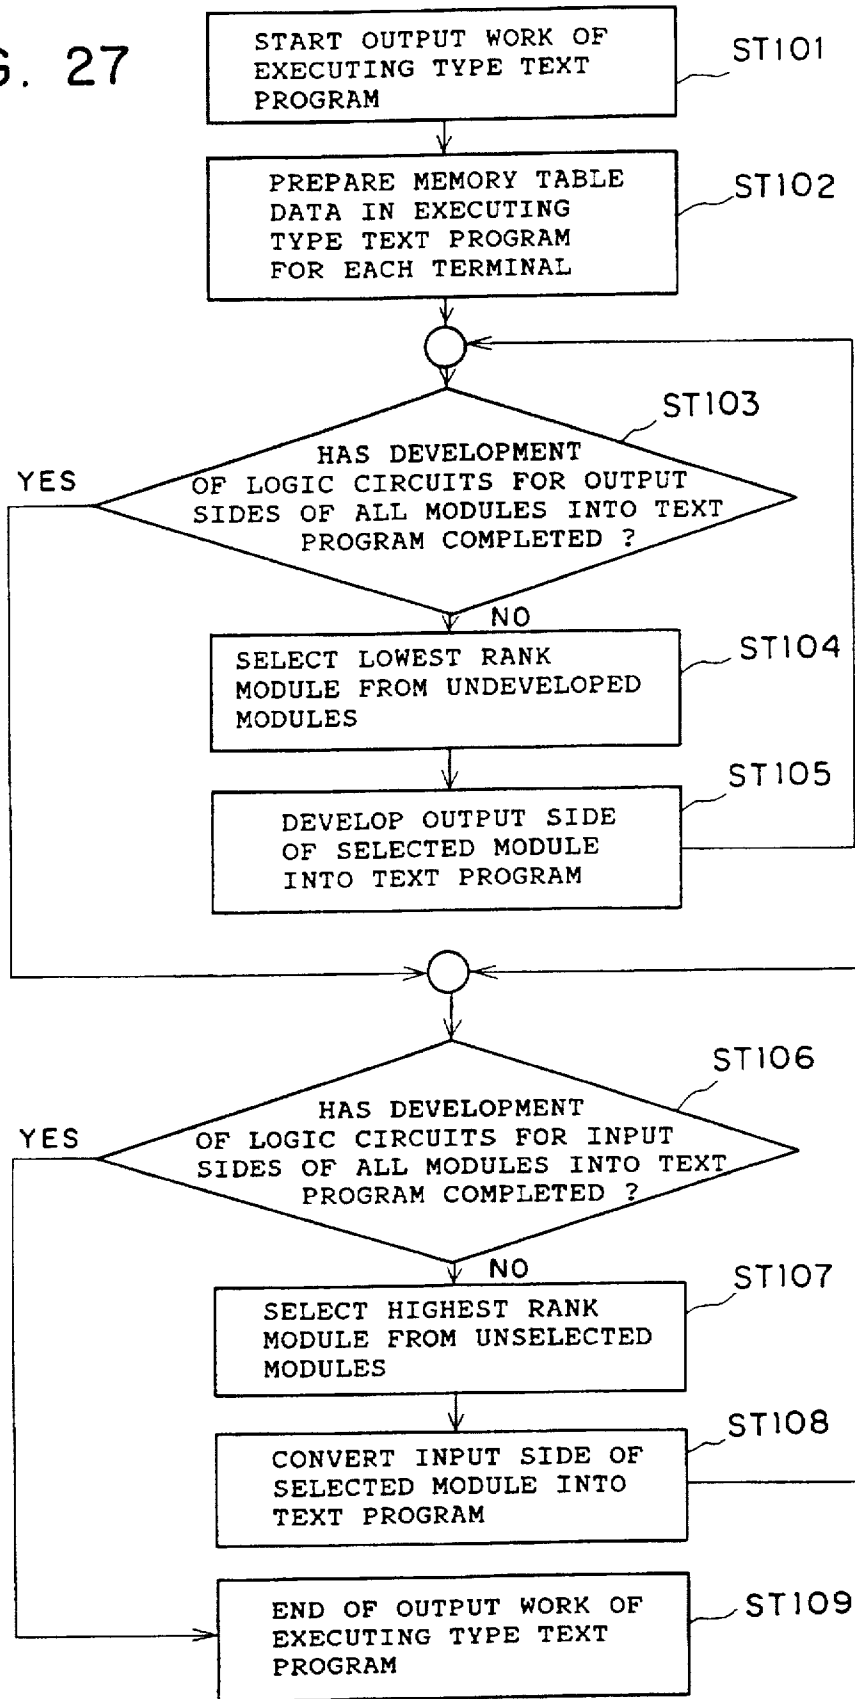 G. 27
START OUTPUT WORK OF
EXECUTING TYPE TEXT
PROGRAM
ST101
PREPARE MEMORY TABLE
DATA IN EXECUTING
TYPE TEXT PROGRAM
FOR EACH TERMINAL
ST102
ST103
HAS DEVELOPMENT
OF LOGIC CIRCUITS FOR OUTPUT
SIDES OF ALL MODULES INTO TEXT
PROGRAM COMPLETED ?
YES
NO
SELECT LOWEST RANK
MODULE FROM UNDEVELOPED
MODULES
ST104
DEVELOP OUTPUT SIDE
OF SELECTED MODULE
INTO TEXT PROGRAM
ST105
ST106
HAS DEVELOPMENT
OF LOGIC CIRCUITS FOR INPUT
SIDES OF ALL MODULES INTO TEXT
PROGRAM COMPLETED ?
YES
NO
SELECT HIGHEST RANK
MODULE FROM UNSELECTED
MODULES
ST107
CONVERT INPUT SIDE OF
SELECTED MODULE INTO
TEXT PROGRAM
ST108
END OF OUTPUT WORK OF
EXECUTING TYPE TEXT
PROGRAM
ST109